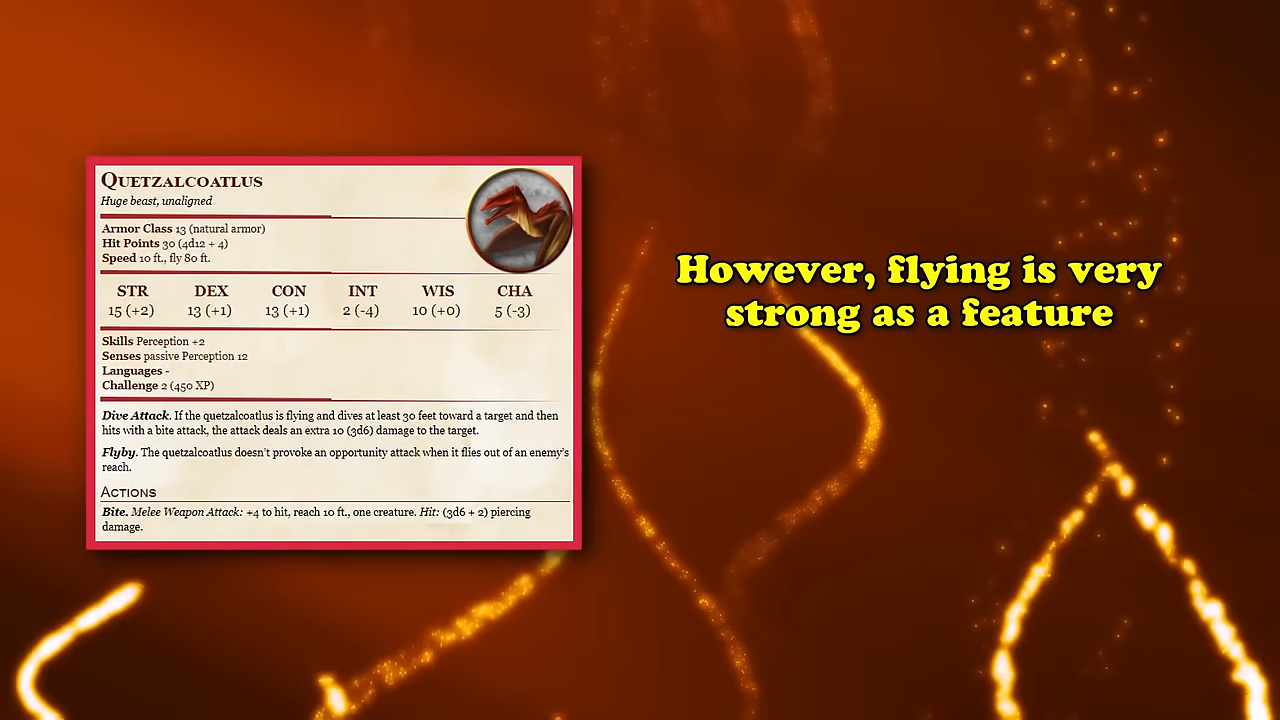 QUETZALCOATLUS
Huge beast, unaligned
Armor Class 13 (natural armor)
Hit Points 30 (4d12 + 4)
Speed 10 ft., fly 80 ft.
STR DEX CON INT WIS CHA
15 (+2) 13 (+1) 13 (+1) 2 (-4) 10 (+0) 5 (-3)
Skills Perception +2
Senses passive Perception 12
Languages -
Challenge 2 (450 XP)
Dive Attack. If the quetzalcoatlus is flying and dives at least 30 feet toward a target and then
hits with a bite attack, the attack deals an extra 10 (3d6) damage to the target.
Flyby. The quetzalcoatlus doesn't provoke an opportunity attack when it flies out of an enemy's
reach.
ACTIONS
Bite. Melee Weapon Attack: +4 to hit, reach 10 ft., one creature. Hit: (3d6 + 2) piercing
damage.
However, flying is very
strong as a feature